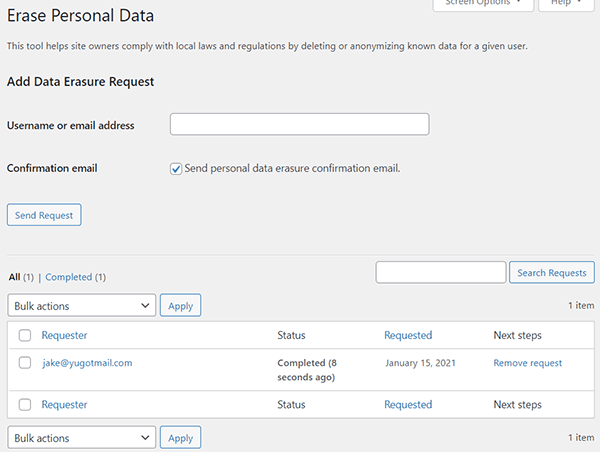 Screen Options Help
Erase Personal Data
This tool helps site owners comply with local laws and regulations by deleting or anonymizing known data for a given user.
Add Data Erasure Request
Username or email address
Confirmation email Send personal data erasure confirmation email.
Send Request
All (1) | Completed (1) Search Requests
Bulk actions Apply 1 item
Requester Status Requested Next steps
jake@yugotmail.com Completed (8 January 15, 2021 Remove request
seconds ago)
Requester Status Requested Next steps
Bulk actions Apply 1 item